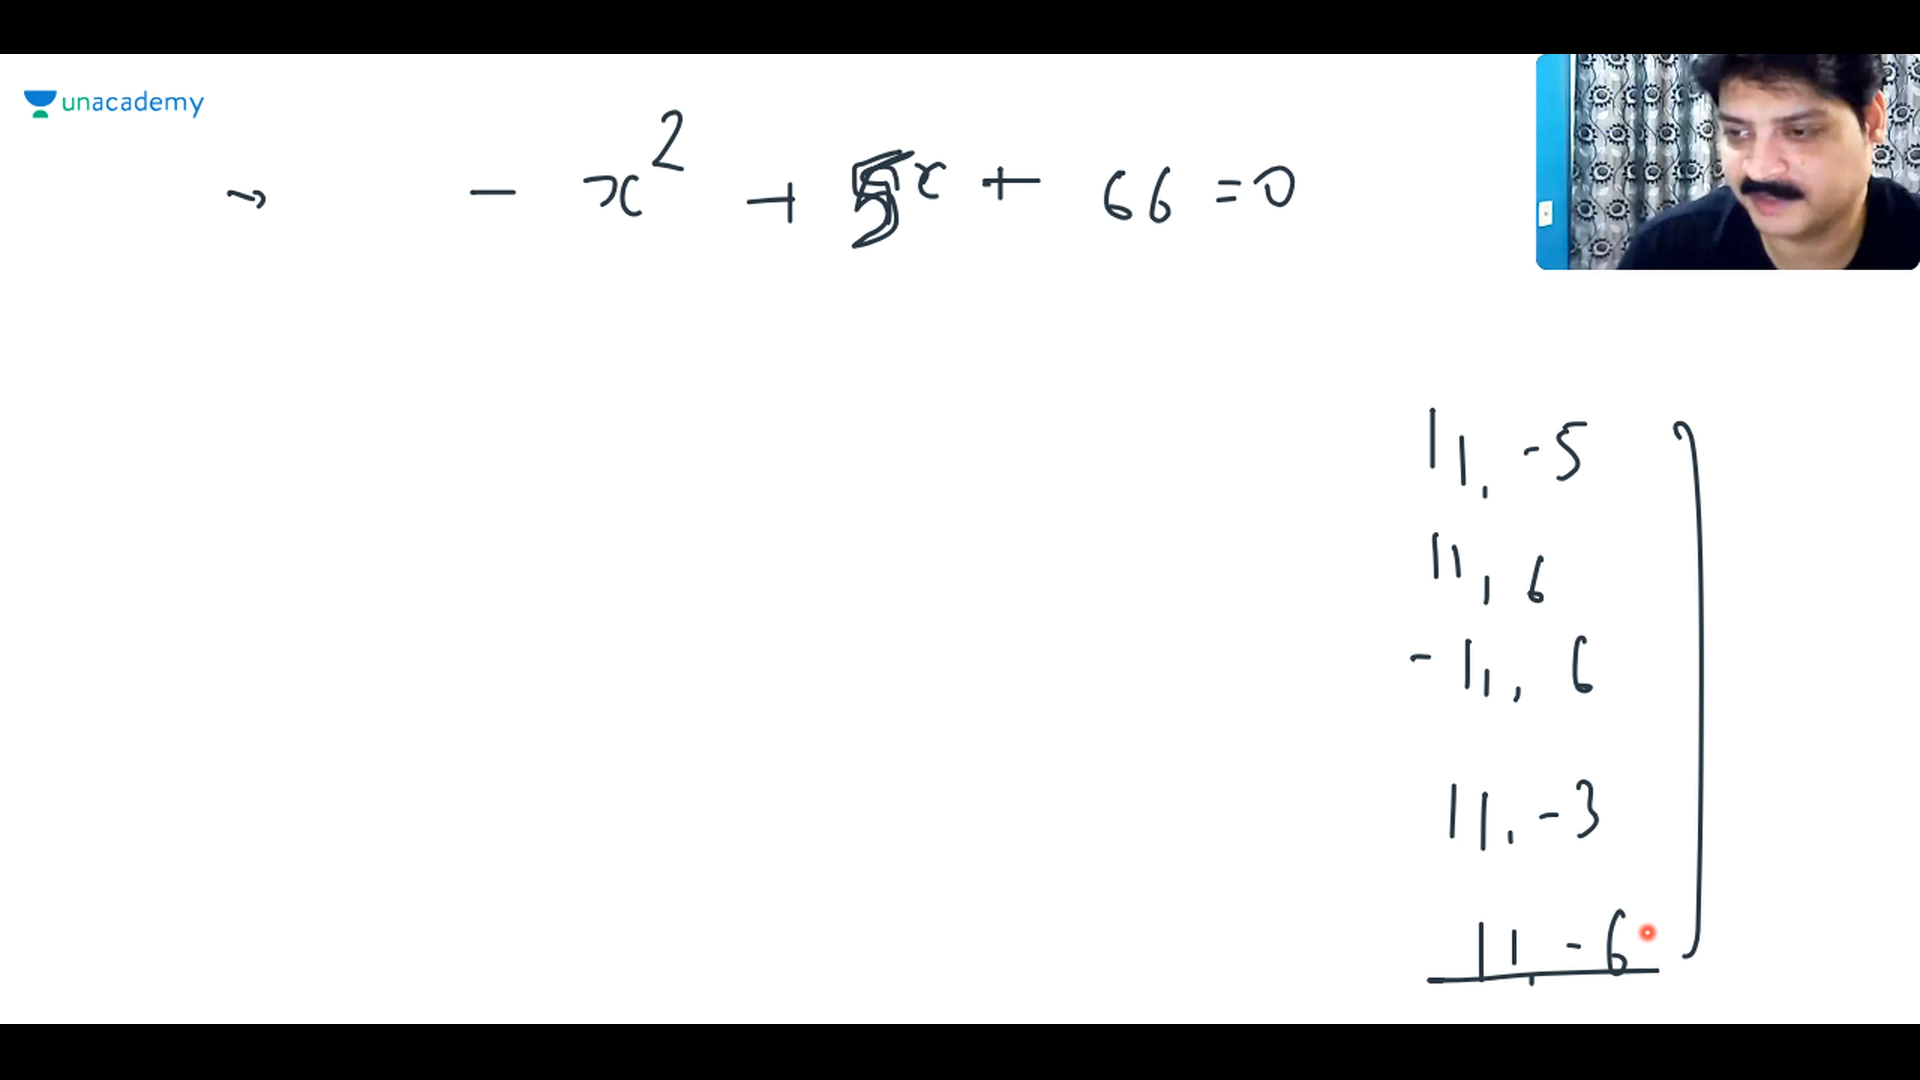 unacademy
→ - x² + 5x + 66 = 0
11, -5
11, 6
-11, 6
11, -3
11, -6